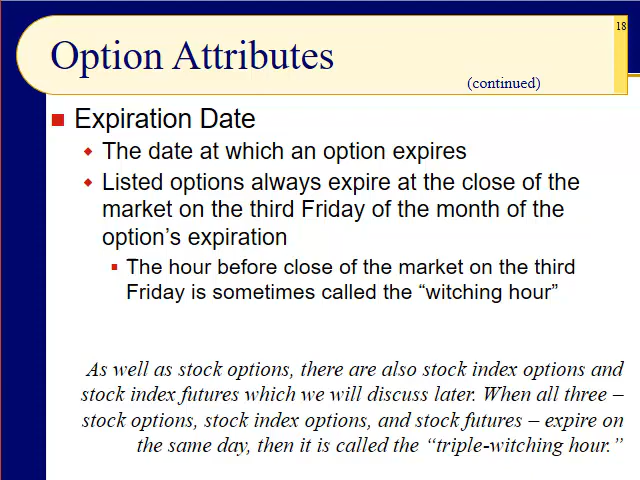 18
Option Attributes
(continued)
Expiration Date
The date at which an option expires
Listed options always expire at the close of the
market on the third Friday of the month of the
option’s expiration
The hour before close of the market on the third
Friday is sometimes called the “witching hour”
As well as stock options, there are also stock index options and
stock index futures which we will discuss later. When all three –
stock options, stock index options, and stock futures – expire on
the same day, then it is called the “triple-witching hour.”